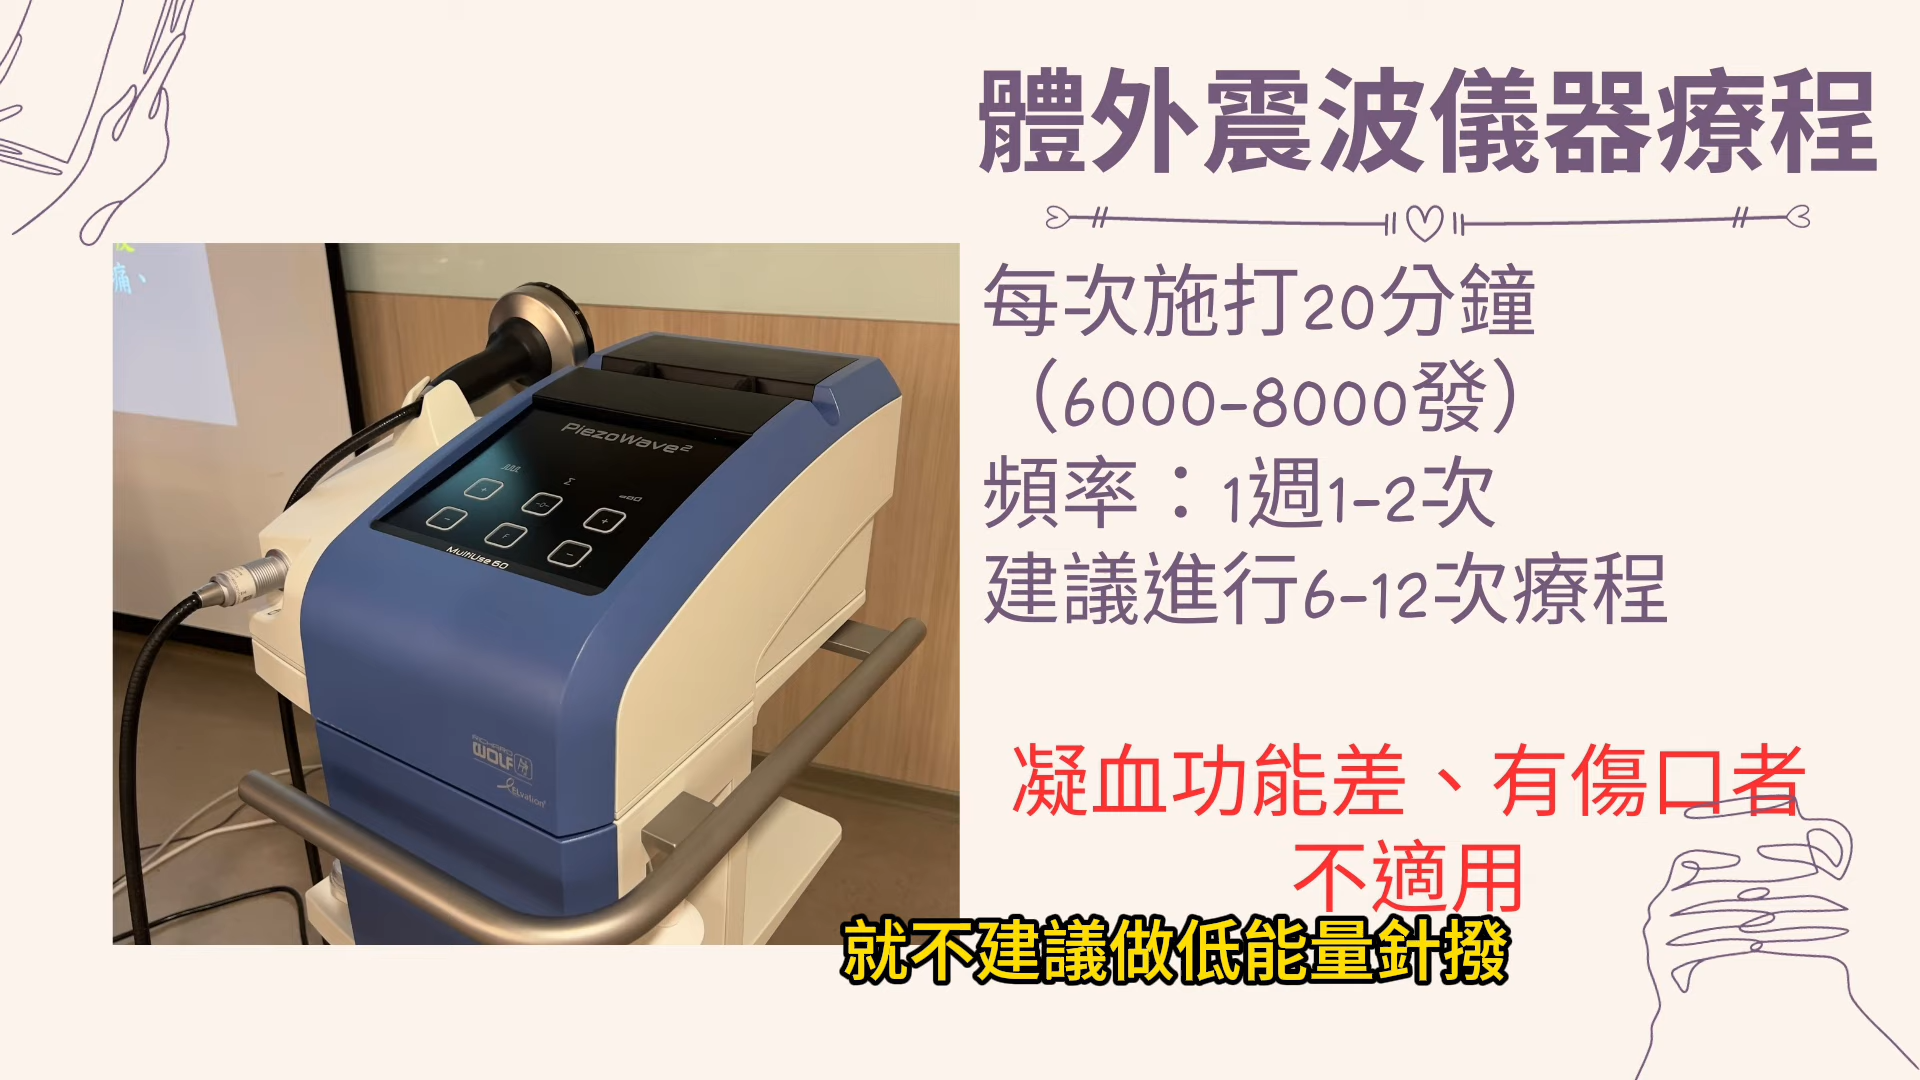 體外震波儀器療程
每次施打20分鐘
（6000-8000發）
頻率：1週1-2次
建議進行6-12次療程
凝血功能差、有傷口者
不適用
就不建議做低能量針撥
痛、
PiezoWave²
MultiUse 60
RICHARD
WOLF
ELvation